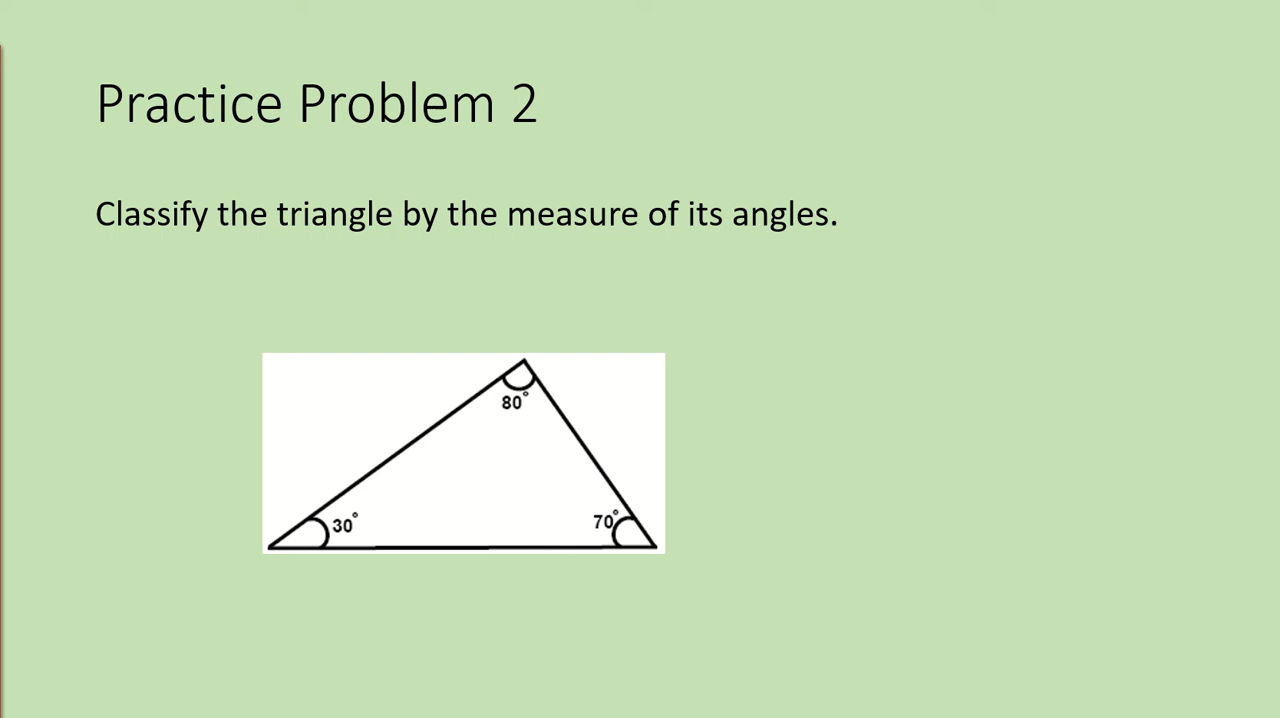 Practice Problem 2
Classify the triangle by the measure of its angles.
80°
30°
70°